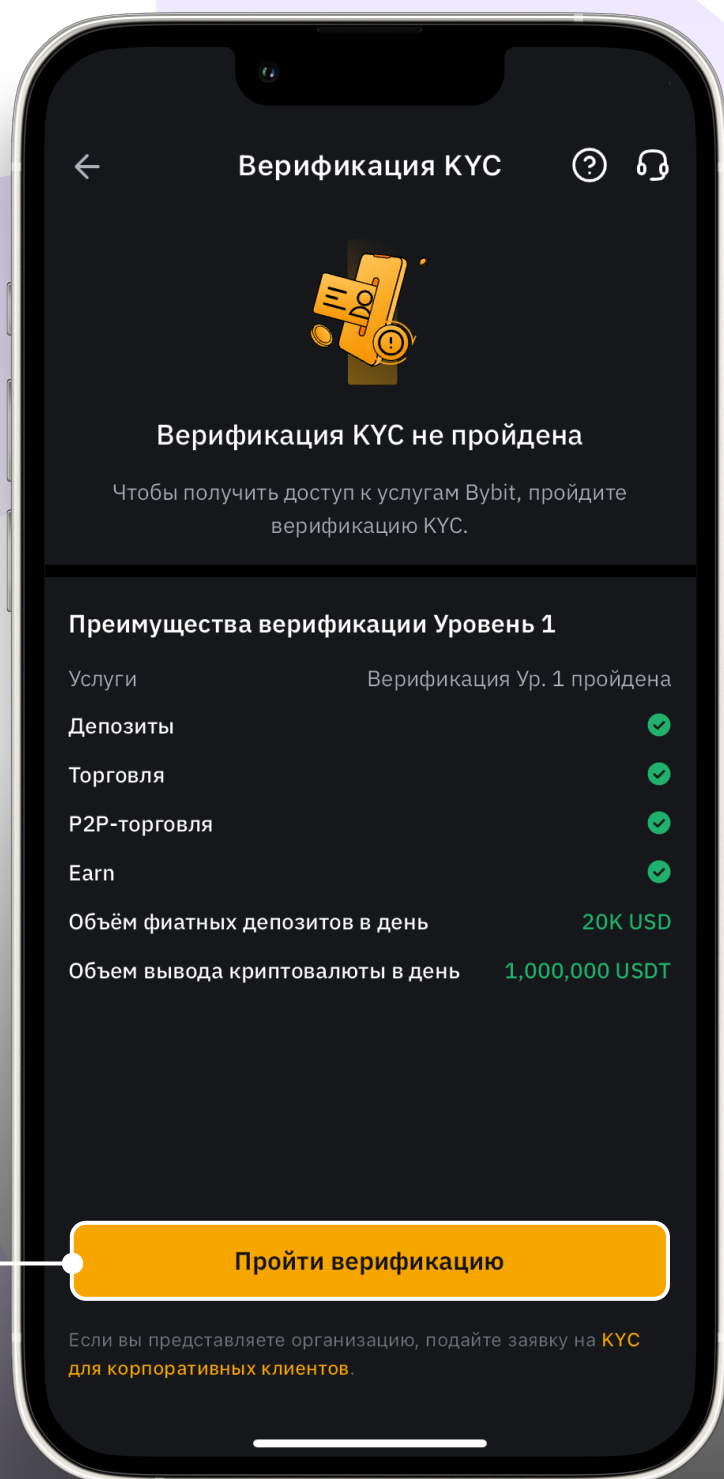 Верификация KYC
Верификация KYC не пройдена
Чтобы получить доступ к услугам Bybit, пройдите
верификацию KYC.
Преимущества верификации Уровень 1
Услуги Верификация Ур. 1 пройдена
Депозиты
Торговля
P2P-торговля
Earn
Объём фиатных депозитов в день 20K USD
Объем вывода криптовалюты в день 1,000,000 USDT
Пройти верификацию
Если вы представляете организацию, подайте заявку на KYC
для корпоративных клиентов.